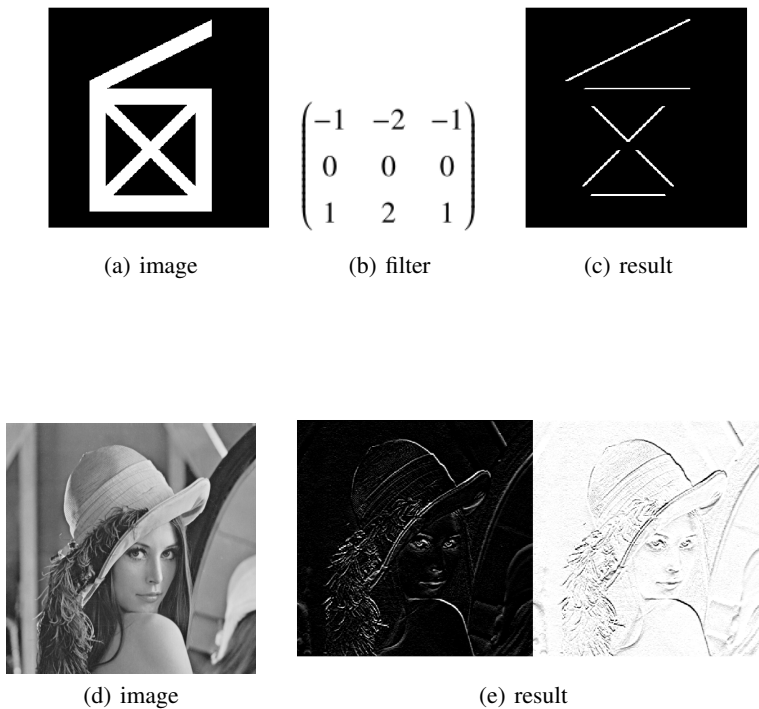 −1 −2 −1
0 0 0
1 2 1
(a) image
(b) filter
(c) result
(d) image
(e) result